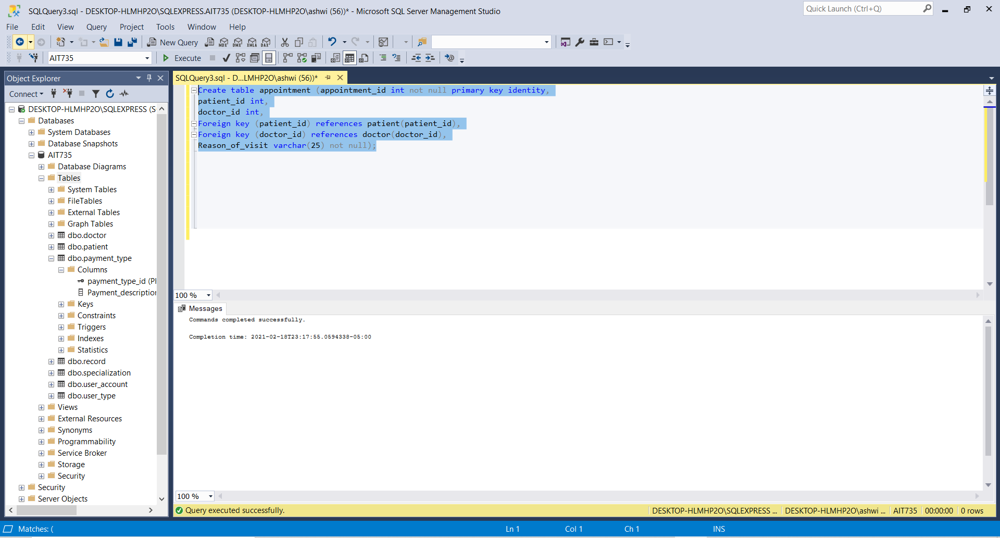 SQLQuery3.sql - DESKTOP-HLMHP2O\SQLEXPRESS.AIT735 (DESKTOP-HLMHP2O\ashwi (56))* - Microsoft SQL Server Management Studio
Quick Launch (Ctrl+Q)
File Edit View Query Project Tools Window Help
New Query MDX DMX XMLA DAX
AIT735 Execute
Object Explorer
SQLQuery3.sql - D...LMHP2O\ashwi (56))*
Connect
DESKTOP-HLMHP2O\SQLEXPRESS (S
Databases
System Databases
Database Snapshots
AIT735
Database Diagrams
Tables
System Tables
FileTables
External Tables
Graph Tables
dbo.doctor
dbo.patient
dbo.payment_type
Columns
payment_type_id (Pl
Payment_description
Keys
Constraints
Triggers
Indexes
Statistics
dbo.record
dbo.specialization
dbo.user_account
dbo.user_type
Views
External Resources
Synonyms
Programmability
Service Broker
Storage
Security
Security
Server Objects
Create table appointment (appointment_id int not null primary key identity,
patient_id int,
doctor_id int,
Foreign key (patient_id) references patient(patient_id),
Foreign key (doctor_id) references doctor(doctor_id),
Reason_of_visit varchar(25) not null);
100 %
Messages
Commands completed successfully.
Completion time: 2021-02-18T23:17:55.0594338-05:00
100 %
Query executed successfully.
DESKTOP-HLMHP2O\SQLEXPRESS ... DESKTOP-HLMHP2O\ashwi ... AIT735 00:00:00 0 rows
Matches: ( Ln 1 Col 1 Ch 1 INS